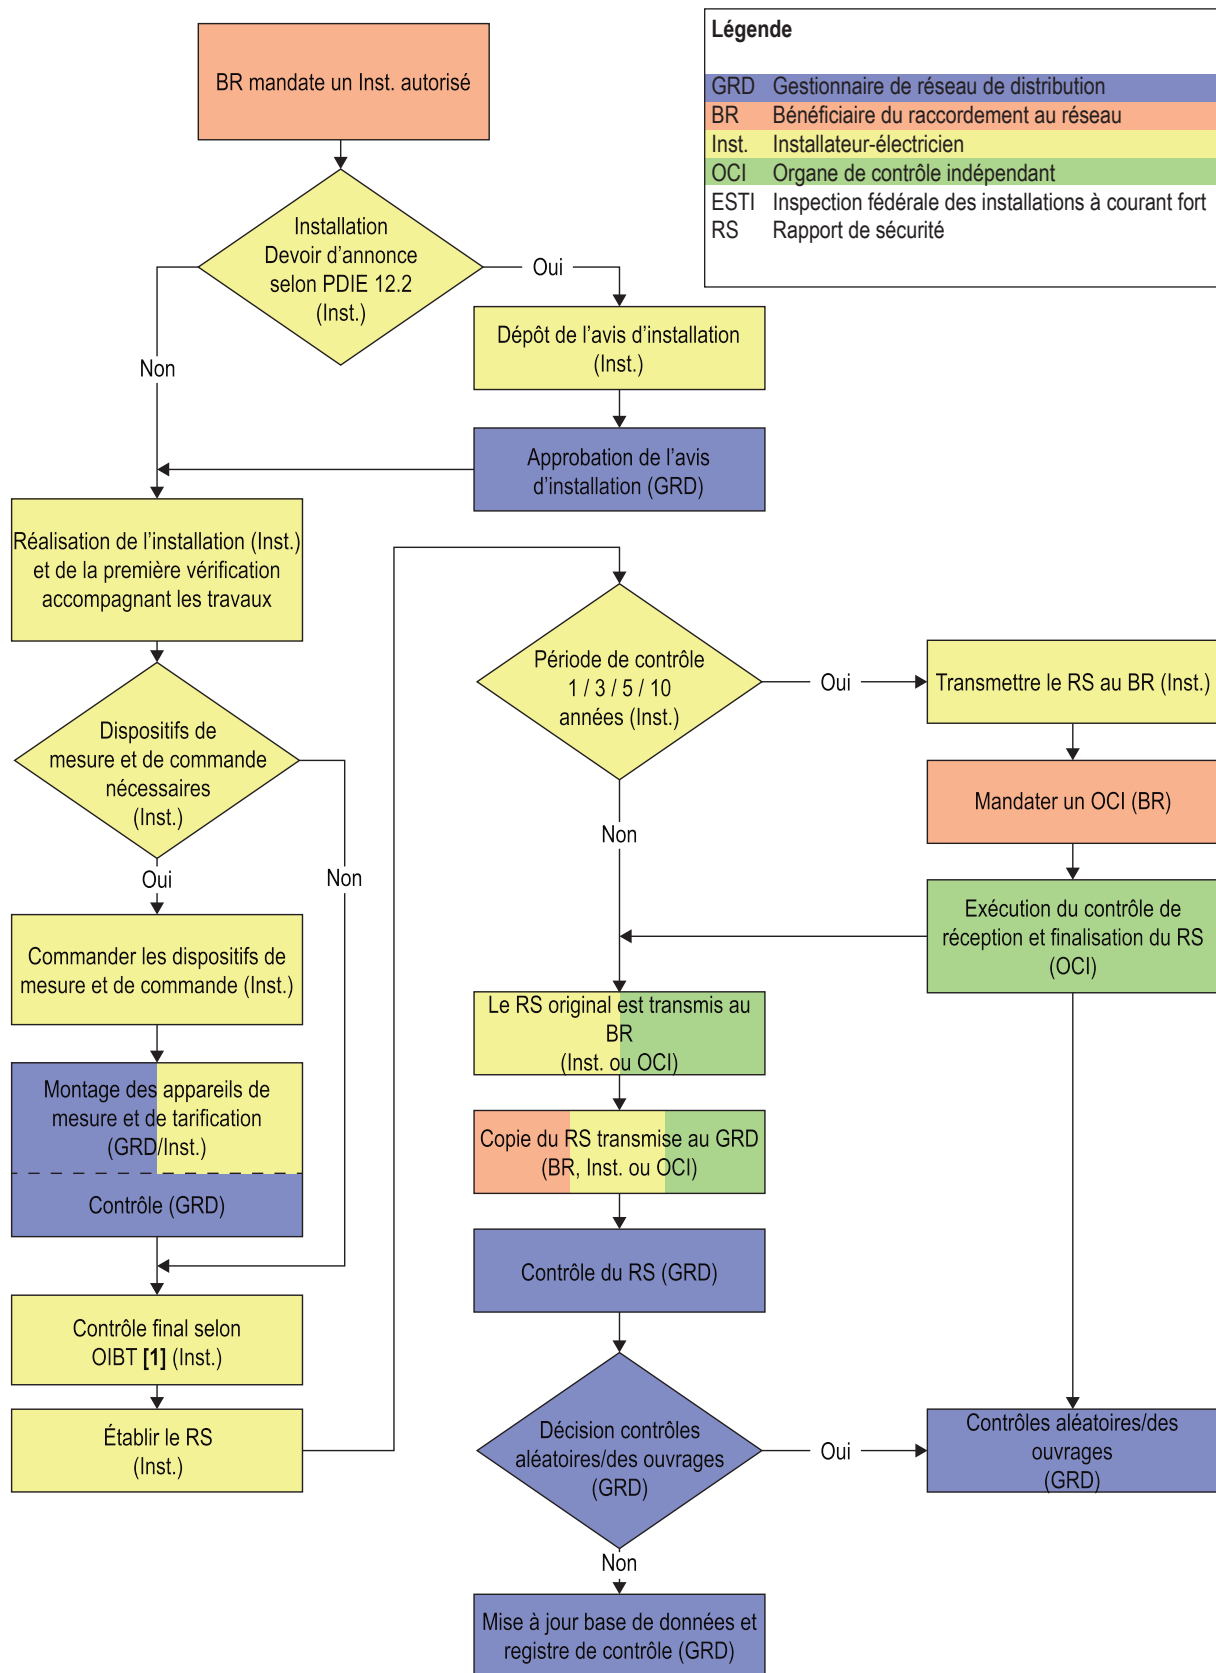 BR mandate un Inst. autorisé
Légende
GRD Gestionnaire de réseau de distribution
BR Bénéficiaire du raccordement au réseau
Inst. Installateur-électricien
OCI Organe de contrôle indépendant
ESTI Inspection fédérale des installations à courant fort
RS Rapport de sécurité
Installation
Devoir d'annonce
selon PDIE 12.2
(Inst.)
Oui
Non
Dépôt de l'avis d'installation
(Inst.)
Approbation de l'avis
d'installation (GRD)
Réalisation de l'installation (Inst.)
et de la première vérification
accompagnant les travaux
Dispositifs de
mesure et de commande
nécessaires
(Inst.)
Oui
Non
Commander les dispositifs de
mesure et de commande (Inst.)
Montage des appareils de
mesure et de tarification
(GRD/Inst.)
Contrôle (GRD)
Contrôle final selon
OIBT [1] (Inst.)
Établir le RS
(Inst.)
Période de contrôle
1 / 3 / 5 / 10
années (Inst.)
Oui
Non
Transmettre le RS au BR (Inst.)
Mandater un OCI (BR)
Exécution du contrôle de
réception et finalisation du RS
(OCI)
Le RS original est transmis au
BR
(Inst. ou OCI)
Copie du RS transmise au GRD
(BR, Inst. ou OCI)
Contrôle du RS (GRD)
Décision contrôles
aléatoires/des ouvrages
(GRD)
Oui
Non
Contrôles aléatoires/des
ouvrages
(GRD)
Mise à jour base de données et
registre de contrôle (GRD)